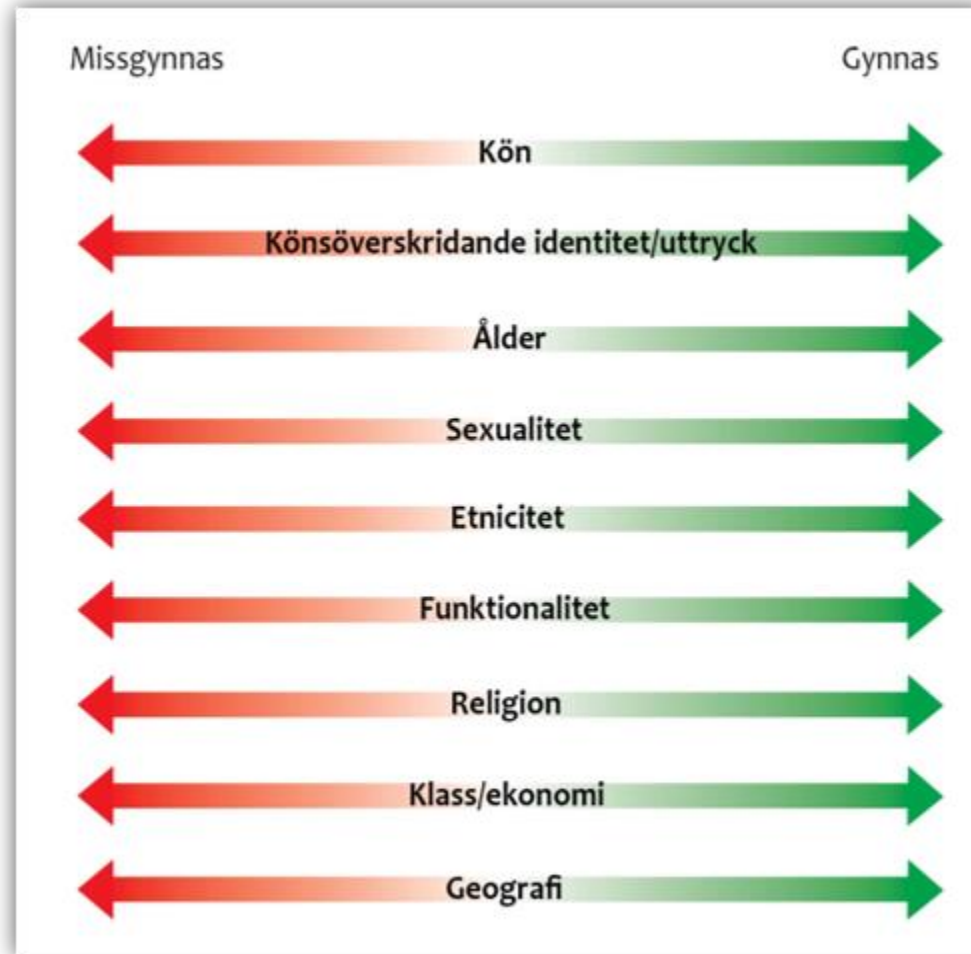 Missgynnas Gynnas
Kön
Könsöverskridande identitet/uttryck
Ålder
Sexualitet
Etnicitet
Funktionalitet
Religion
Klass/ekonomi
Geografi